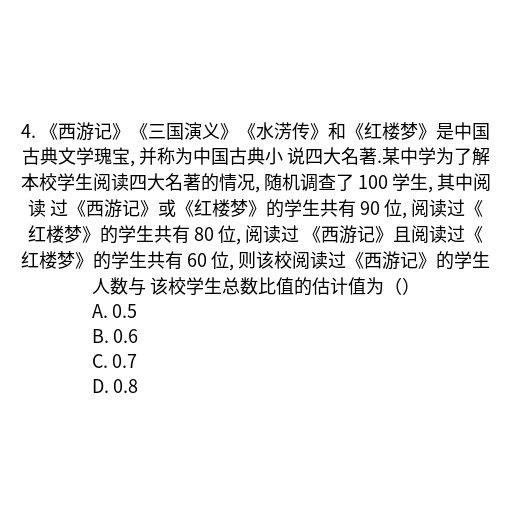 4. 《西游记》《三国演义》《水涝传》和《红楼梦》是中国
古典文学瑰宝, 并称为中国古典小 说四大名著.某中学为了解
本校学生阅读四大名著的情况, 随机调查了 100 学生, 其中阅
读 过《西游记》或《红楼梦》的学生共有 90 位, 阅读过《
红楼梦》的学生共有 80 位, 阅读过 《西游记》且阅读过《
红楼梦》的学生共有 60 位, 则该校阅读过《西游记》的学生
人数与 该校学生总数比值的估计值为（）
A. 0.5
B. 0.6
C. 0.7
D. 0.8